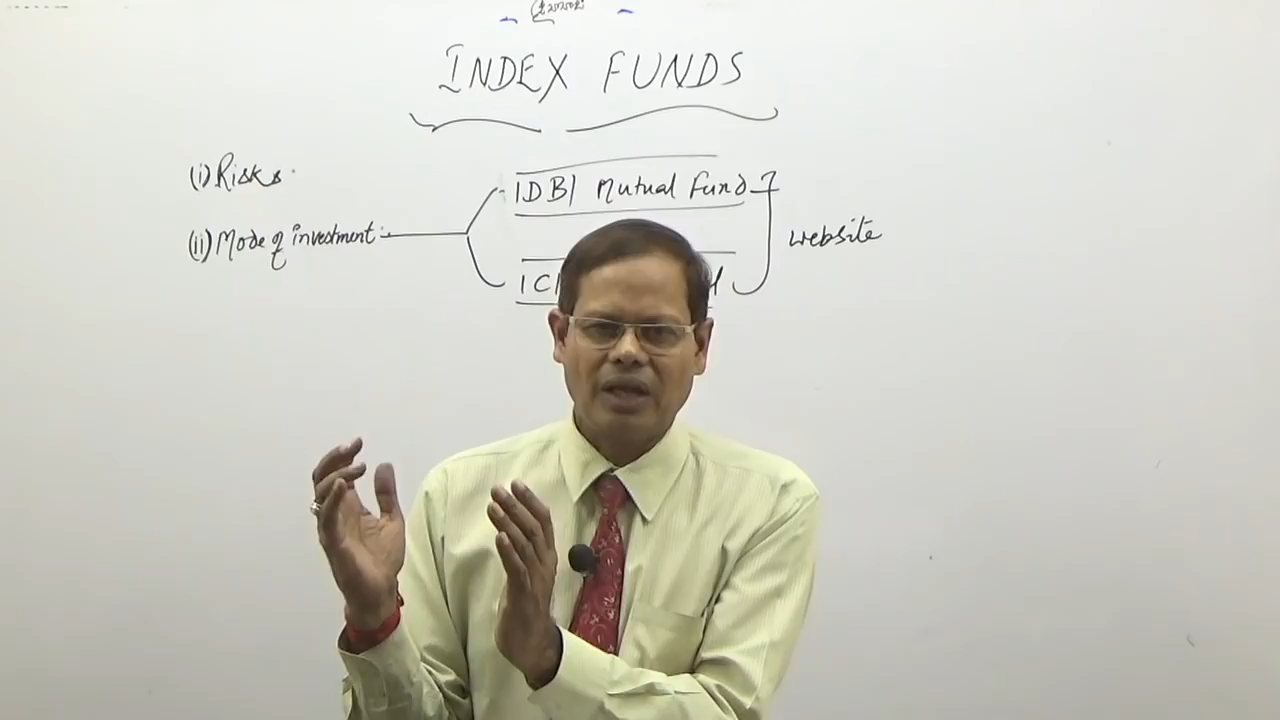 INDEX FUNDS
(i) Risks
(ii) Mode of investment:
IDBI Mutual Fund
website